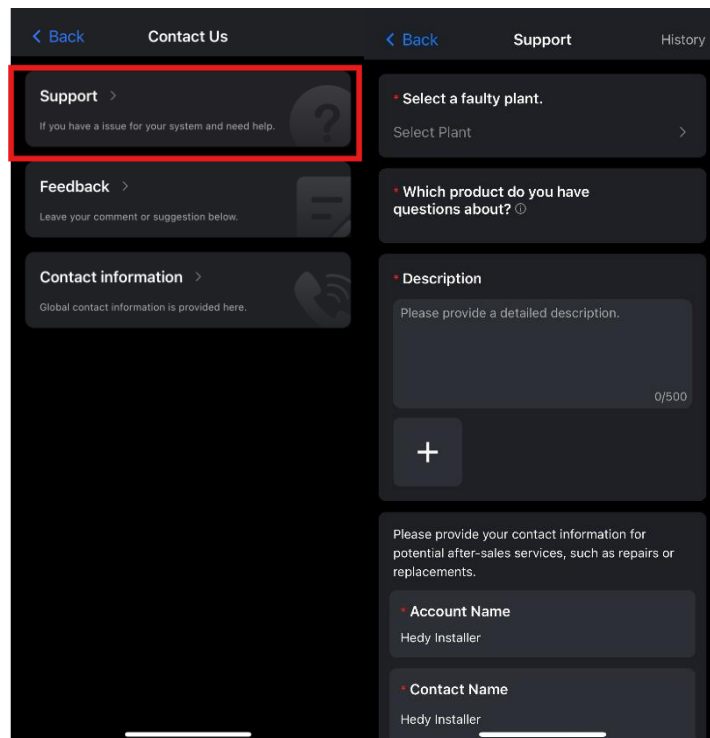 Back
Contact Us
Support
If you have a issue for your system and need help.
Feedback
Leave your comment or suggestion below.
Contact information
Global contact information is provided here.
Back
Support
History
* Select a faulty plant.
Select Plant
* Which product do you have
questions about?
* Description
Please provide a detailed description.
0/500
Please provide your contact information for
potential after-sales services, such as repairs or
replacements.
* Account Name
Hedy Installer
* Contact Name
Hedy Installer